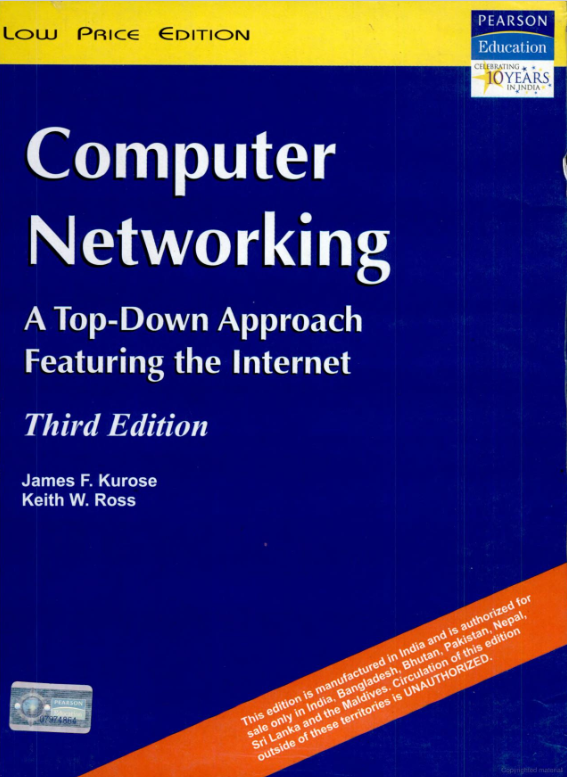 LOW PRICE EDITION
PEARSON
Education
CELEBRATING
10 YEARS
IN INDIA
Computer
Networking
A Top-Down Approach
Featuring the Internet
Third Edition
James F. Kurose
Keith W. Ross
This edition is manufactured in India and is authorized for
sale only in India, Bangladesh, Bhutan, Pakistan, Nepal,
Sri Lanka and the Maldives. Circulation of this edition
outside of these territories is UNAUTHORIZED.
PEARSON
07974864
Copyrighted material